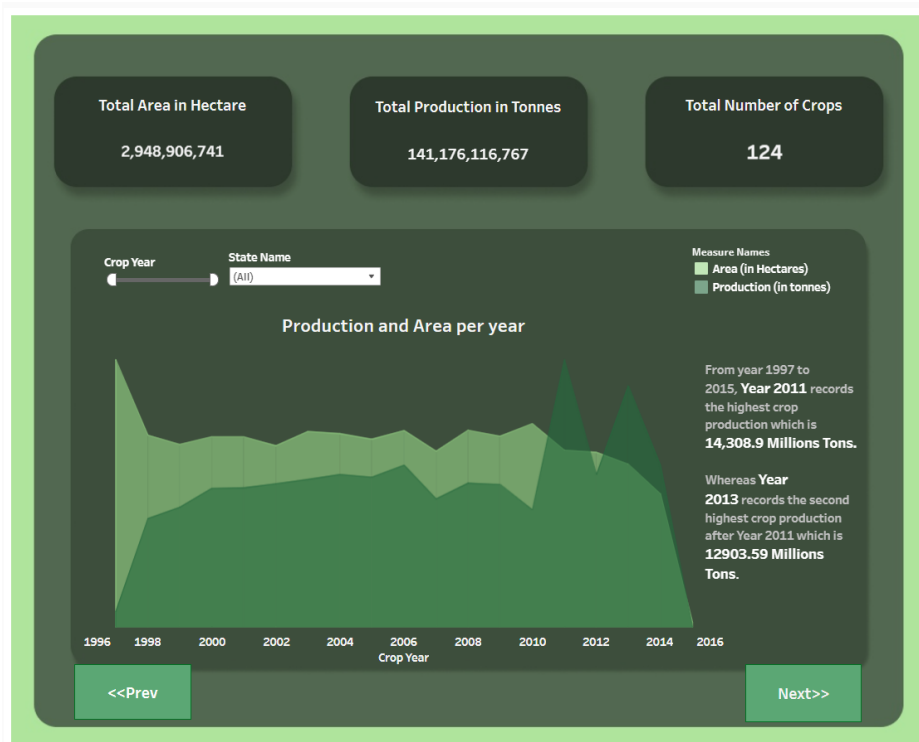 Total Area in Hectare
2,948,906,741
Total Production in Tonnes
141,176,116,767
Total Number of Crops
124
Crop Year
State Name
(All)
Measure Names
Area (in Hectares)
Production (in tonnes)
Production and Area per year
From year 1997 to
2015, Year 2011 records
the highest crop
production which is
14,308.9 Millions Tons.
Whereas Year
2013 records the second
highest crop production
after Year 2011 which is
12903.59 Millions
Tons.
1996 1998 2000 2002 2004 2006 2008 2010 2012 2014 2016
Crop Year
<<Prev
Next>>